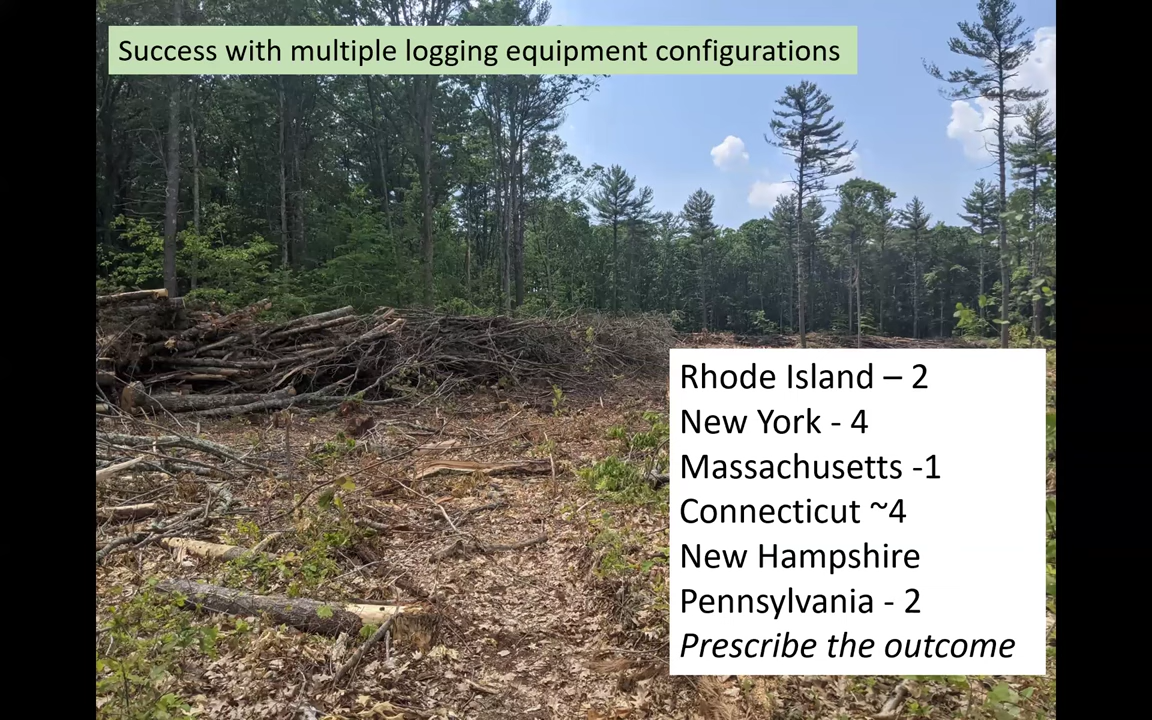 Success with multiple logging equipment configurations
Rhode Island – 2
New York - 4
Massachusetts -1
Connecticut ~4
New Hampshire
Pennsylvania - 2
Prescribe the outcome